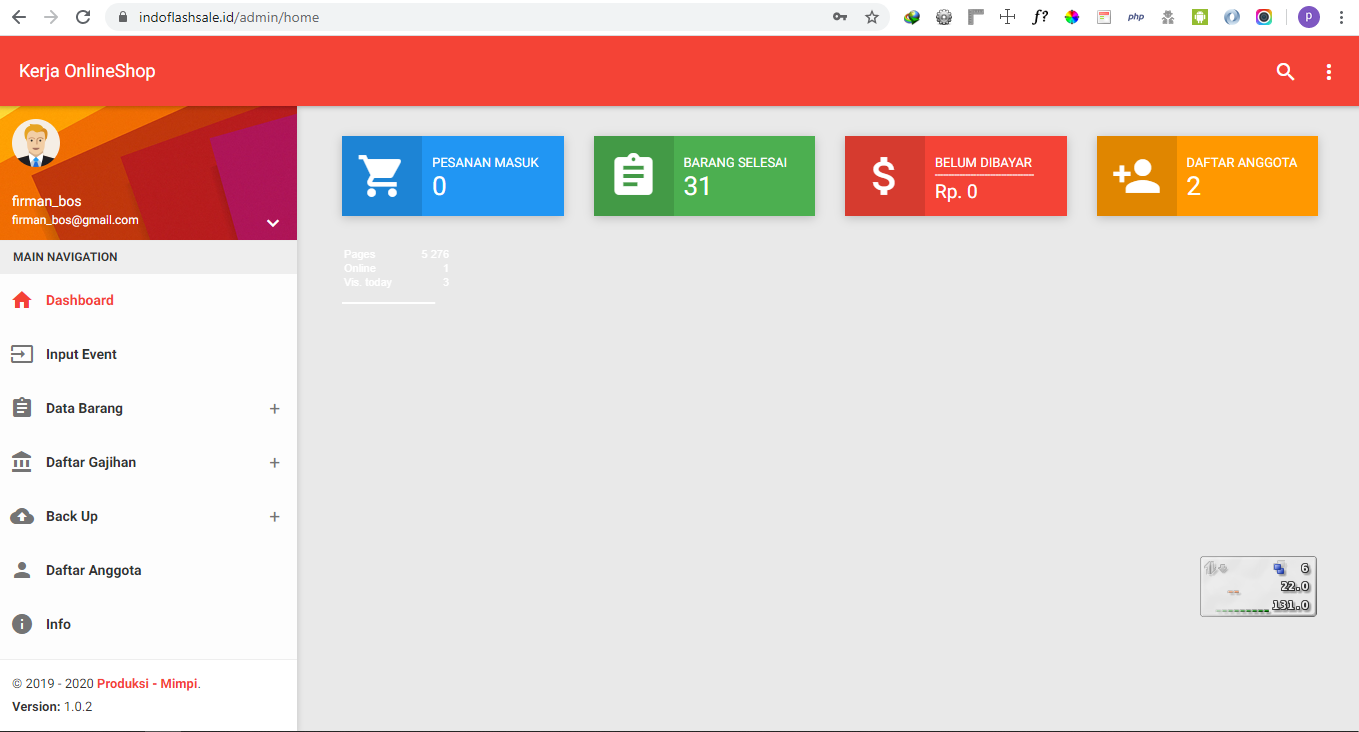 indoflashsale.id/admin/home
f?
php
p
Kerja OnlineShop
firman_bos
firman_bos@gmail.com
MAIN NAVIGATION
Dashboard
Input Event
Data Barang
Daftar Gajihan
Back Up
Daftar Anggota
Info
© 2019 - 2020 Produksi - Mimpi.
Version: 1.0.2
PESANAN MASUK
0
BARANG SELESAI
31
BELUM DIBAYAR
Rp. 0
DAFTAR ANGGOTA
2
Pages 5 276
Online 1
Vis. today 3
6
22.0
131.0